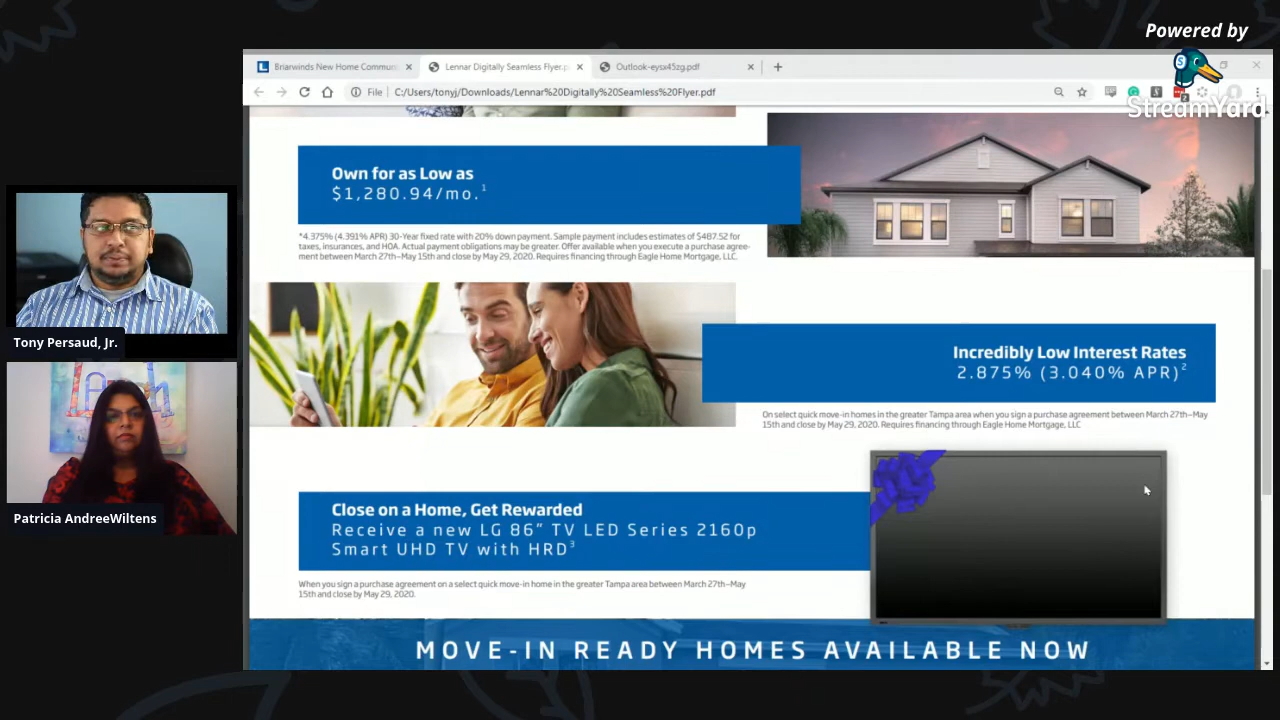 Powered by
StreamYard
Briarwinds New Home Commun
Lennar Digitally Seamless Flyer.p
Outlook-eysx45zg.pdf
File
C:/Users/tonyj/Downloads/Lennar%20Digitally%20Seamless%20Flyer.pdf
Own for as Low as
$1,280.94/mo.1
*4.375% (4.391% APR) 30-Year fixed rate with 20% down payment. Sample payment includes estimates of $487.52 for
taxes, insurances, and HOA. Actual payment obligations may be greater. Offer available when you execute a purchase agree-
ment between March 27th–May 15th and close by May 29, 2020. Requires financing through Eagle Home Mortgage, LLC.
Tony Persaud, Jr.
Incredibly Low Interest Rates
2.875% (3.040% APR)2
On select quick move-in homes in the greater Tampa area when you sign a purchase agreement between March 27th–May
15th and close by May 29, 2020. Requires financing through Eagle Home Mortgage, LLC
Patricia AndreeWiltens
Close on a Home, Get Rewarded
Receive a new LG 86” TV LED Series 2160p
Smart UHD TV with HRD3
When you sign a purchase agreement on a select quick move-in home in the greater Tampa area between March 27th–May
15th and close by May 29, 2020.
MOVE-IN READY HOMES AVAILABLE NOW